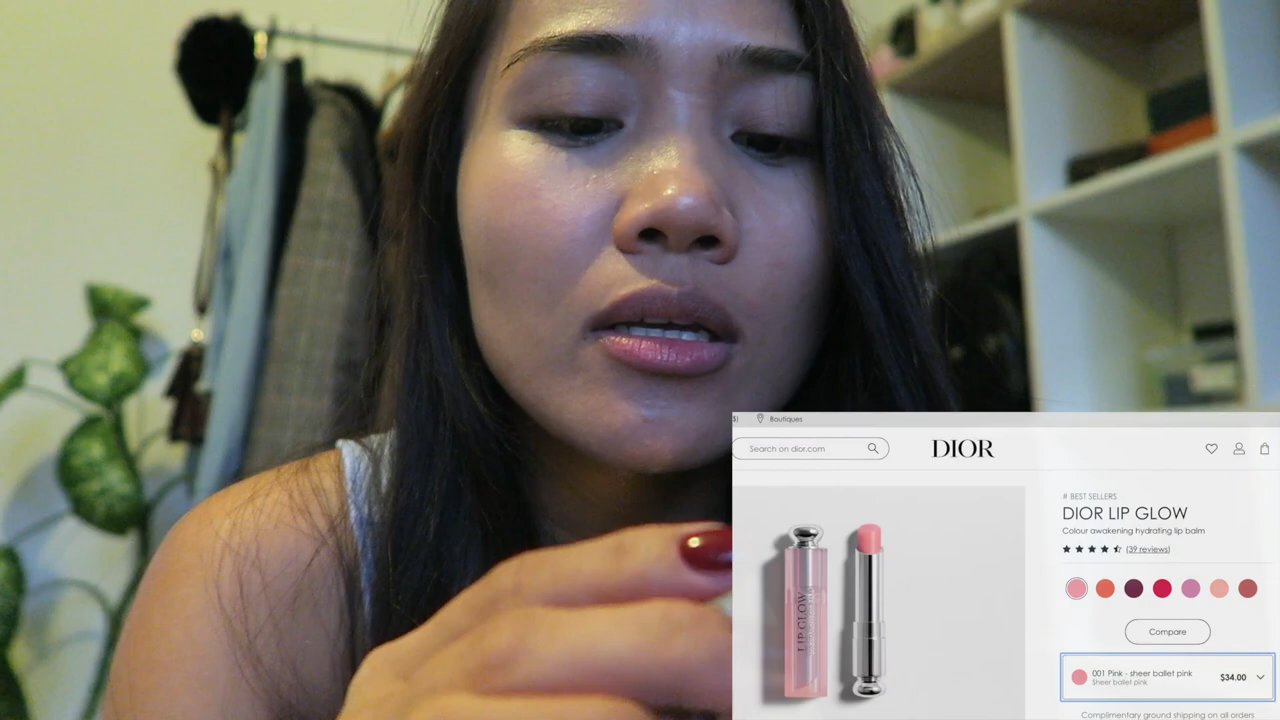 $)
Boutiques
Search on dior.com
DIOR
# BEST SELLERS
DIOR LIP GLOW
Colour awakening hydrating lip balm
(39 reviews)
Compare
001 Pink - sheer ballet pink
Sheer ballet pink
$34.00
Complimentary ground shipping on all orders
LIP GLOW